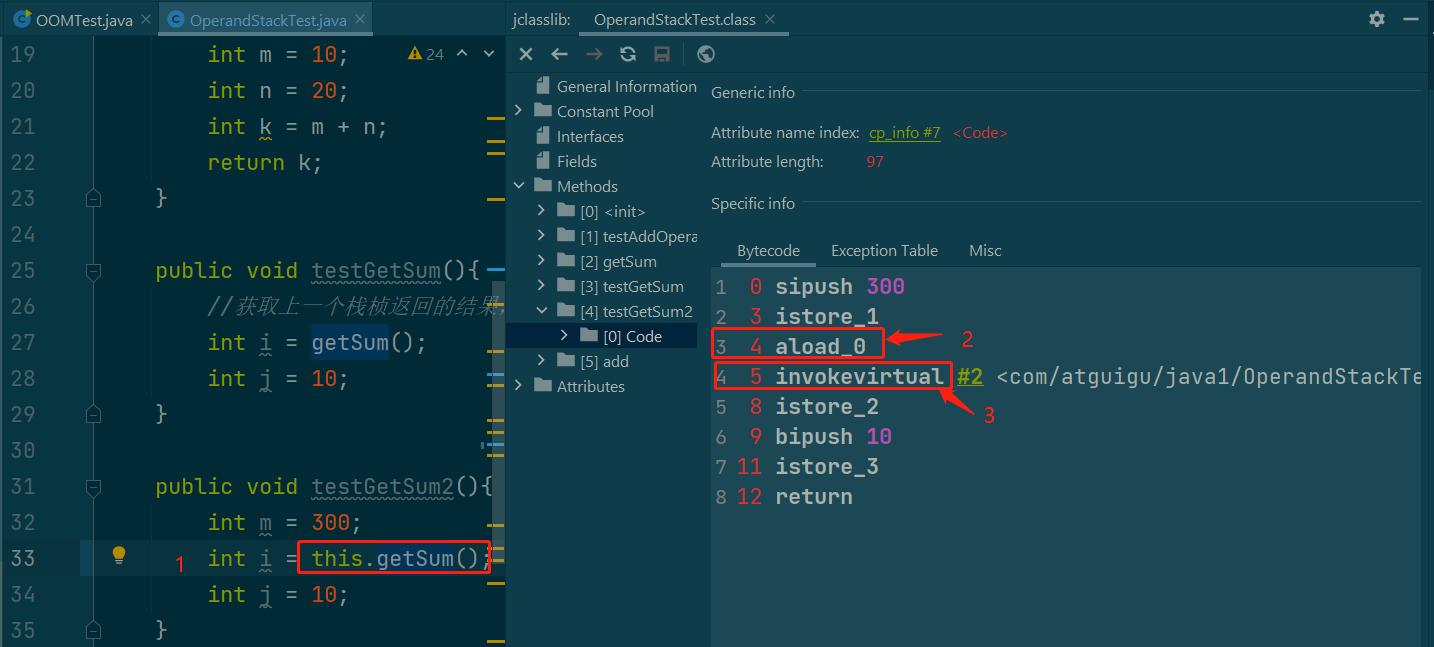 OOMTest.java
OperandStackTest.java
19 int m = 10;
24
20 int n = 20;
21 int k = m + n;
22 return k;
23 }
24
25 public void testGetSum(){
26 //获取上一个栈桢返回的结果,
27 int i = getSum();
28 int j = 10;
29 }
30
31 public void testGetSum2(){
32 int m = 300;
33 1 int i = this.getSum();
34 int j = 10;
35 }
jclasslib:
OperandStackTest.class
General Information
Constant Pool
Interfaces
Fields
Methods
[0] <init>
[1] testAddOpera
[2] getSum
[3] testGetSum
[4] testGetSum2
[0] Code
[5] add
Attributes
Generic info
Attribute name index: cp_info #7 <Code>
Attribute length: 97
Specific info
Bytecode
Exception Table
Misc
1 0 sipush 300
2 3 istore_1
3 4 aload_0
2
4 5 invokevirtual #2 <com/atguigu/java1/OperandStackTe
3
5 8 istore_2
6 9 bipush 10
7 11 istore_3
8 12 return